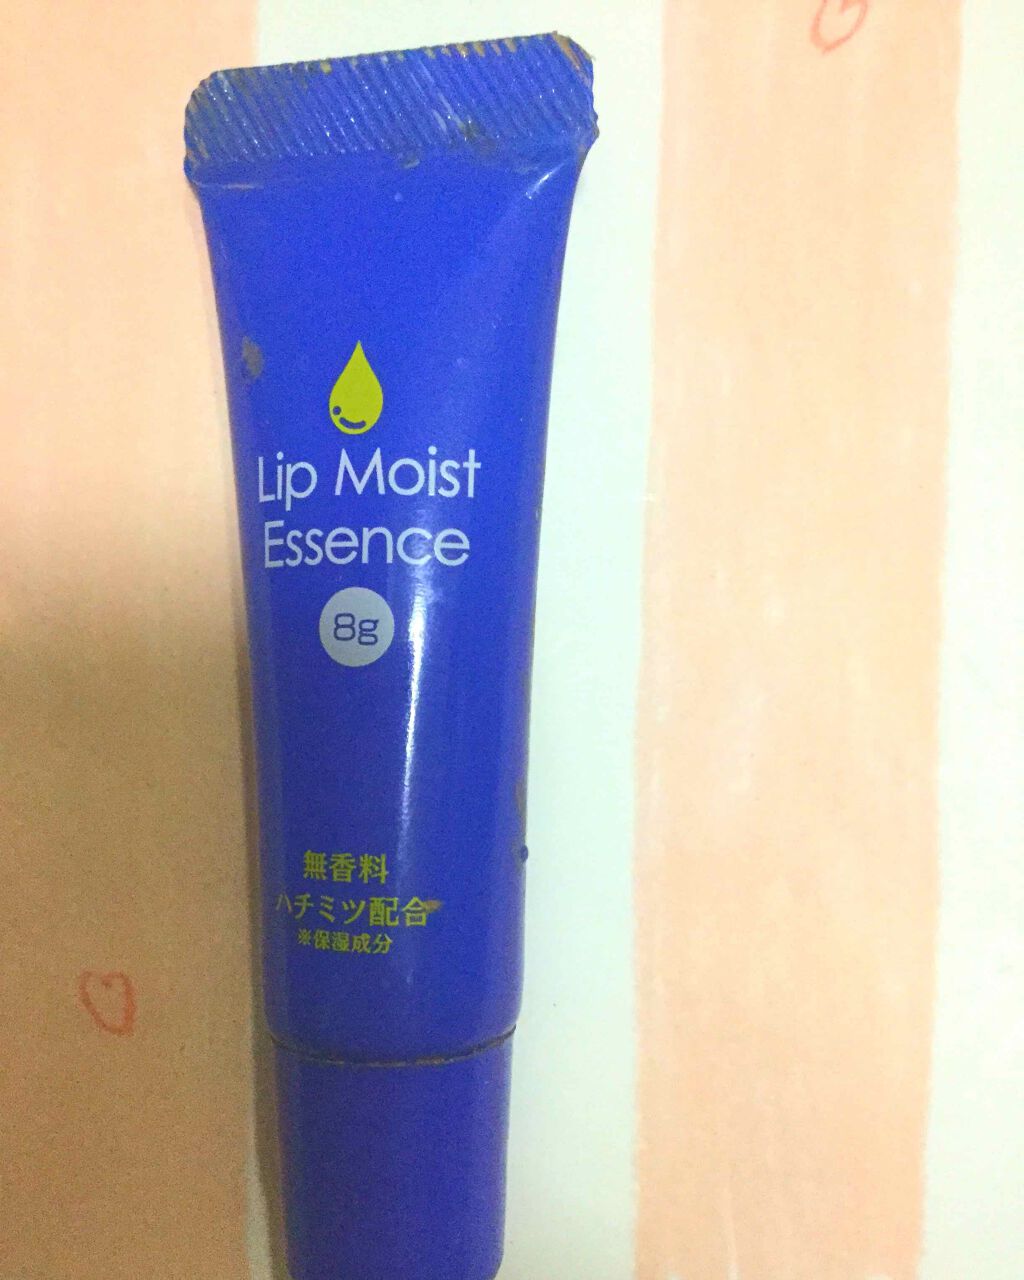 Lip Moist
Essence
8g
無香料
ハチミツ配合
※保湿成分